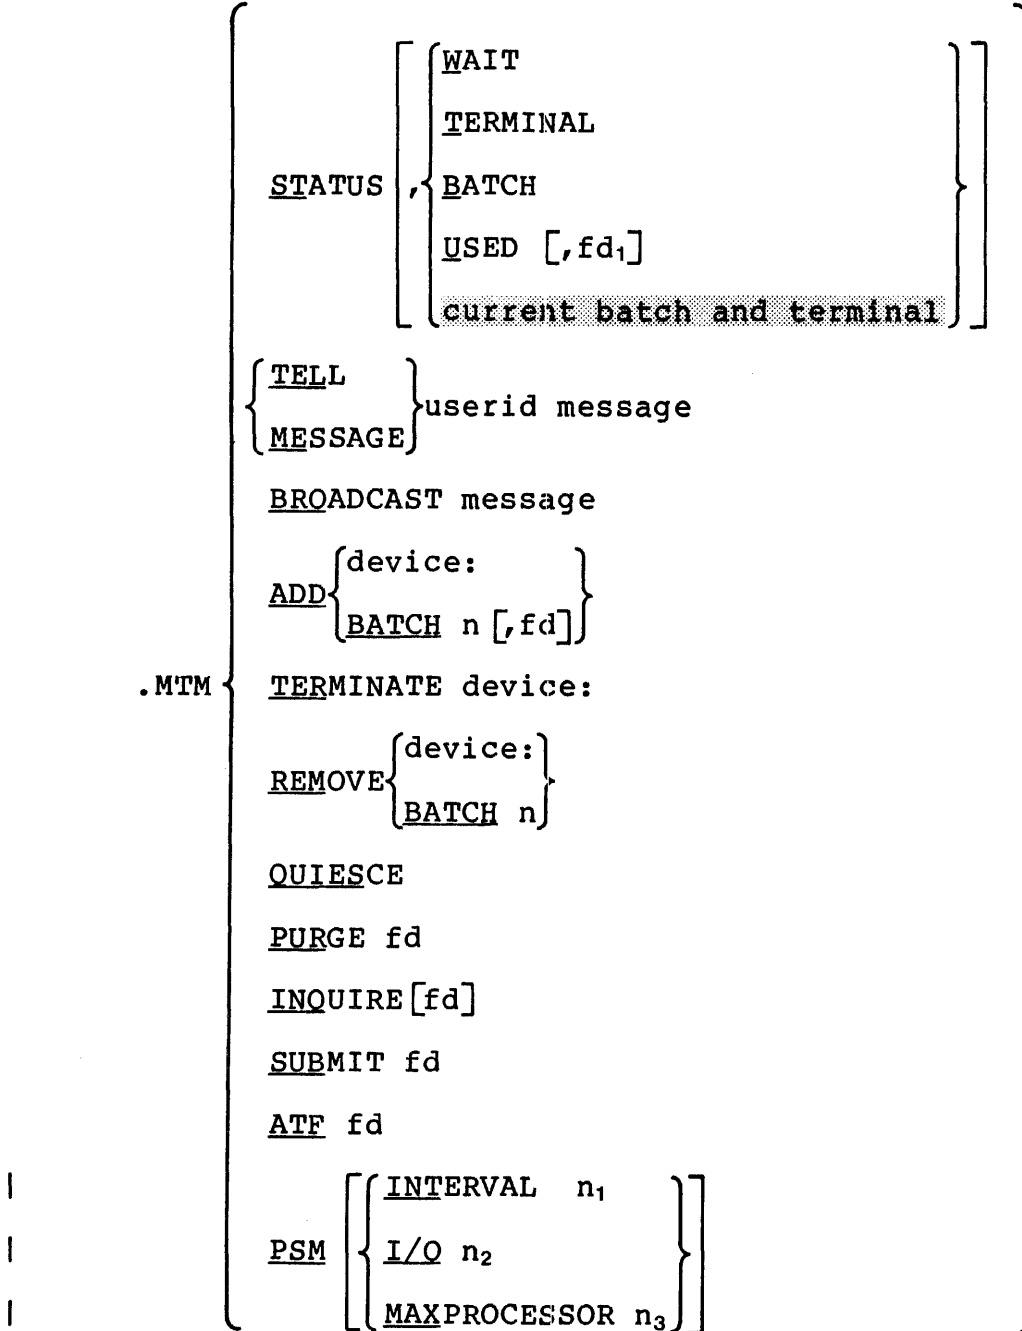 WAIT
TERMINAL
STATUS [,{BATCH
USED [,fd₁]
current batch and terminal}]
{TELL
MESSAGE} userid message
BROADCAST message
ADD {device:
BATCH n [,fd]}
.MTM { TERMINATE device:
REMOVE {device:
BATCH n}
QUIESCE
PURGE fd
INQUIRE[fd]
SUBMIT fd
ATF fd
PSM [{INTERVAL n₁
I/O n₂
MAXPROCESSOR n₃}]